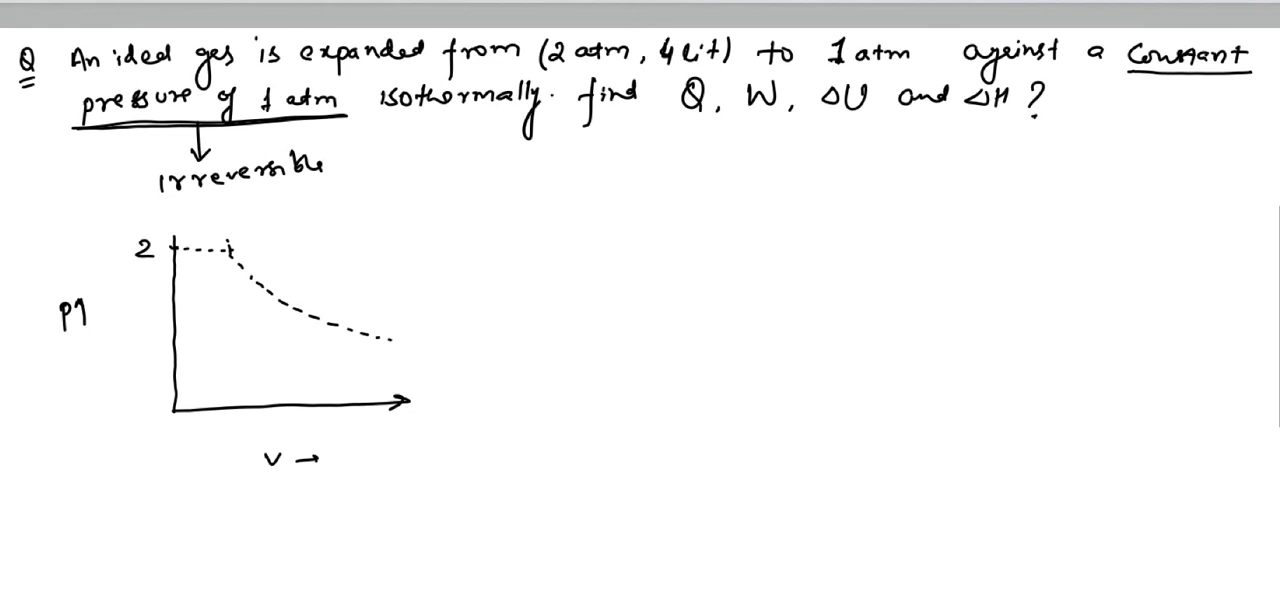 Q An ideal gas is expanded from (2 atm, 4 lit) to 1 atm against a constant
pressure of 1 atm isothermally. find Q, W, ΔU and ΔH?
Irreversible
2
P↑
V →